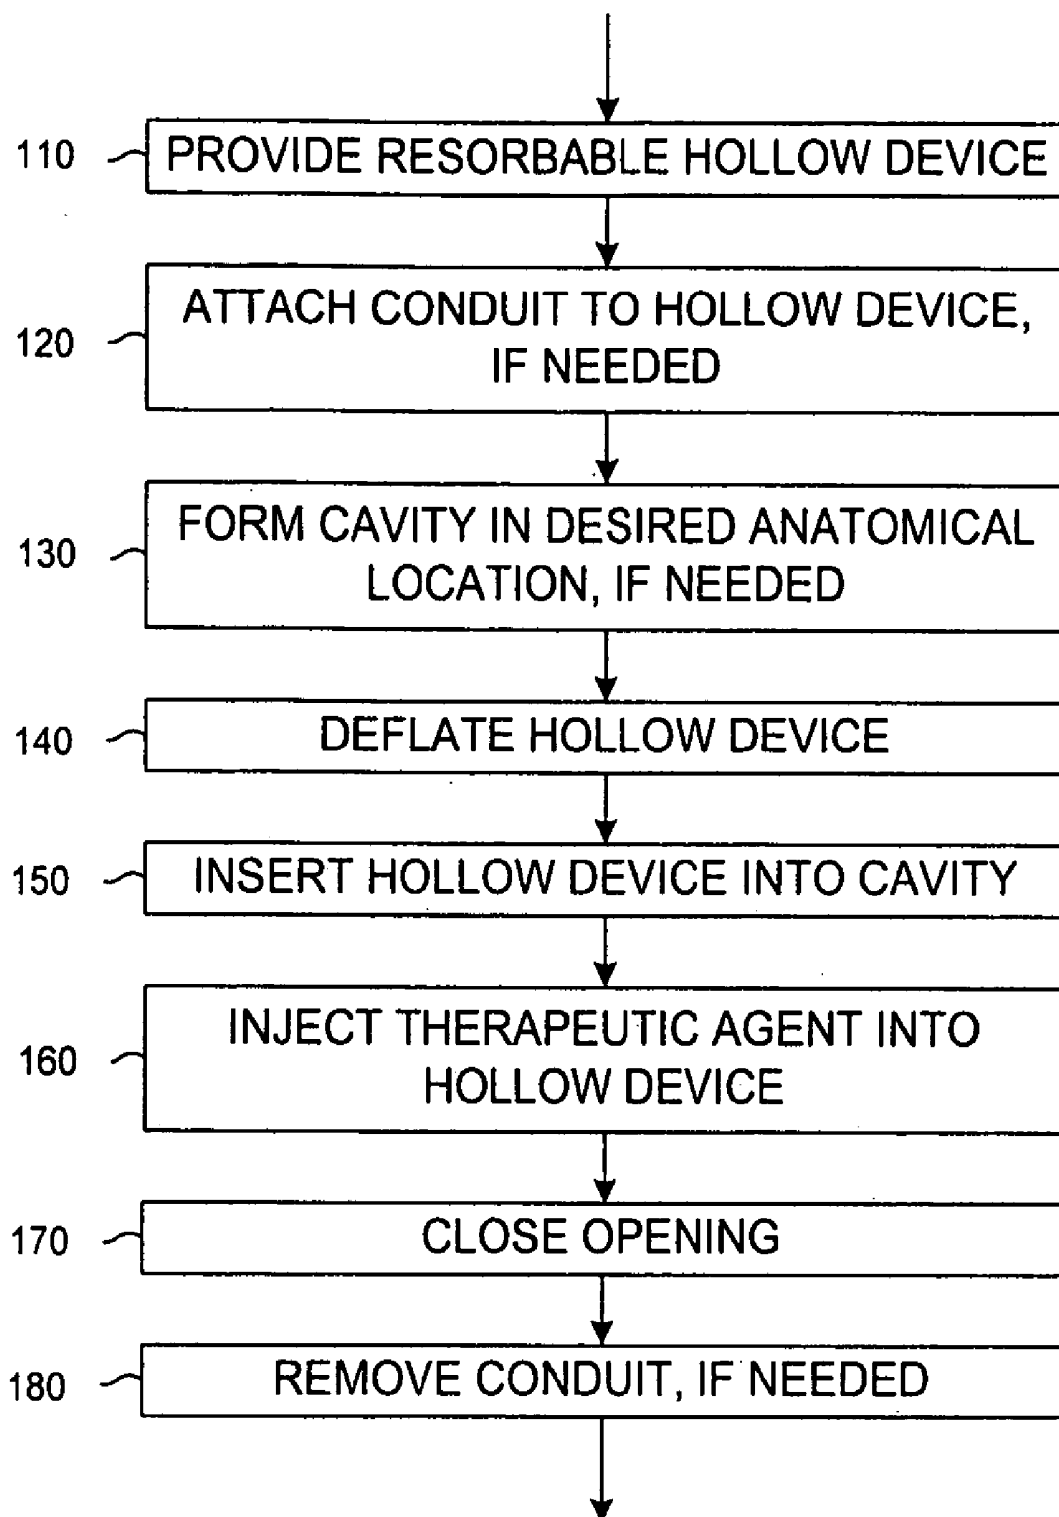 110 PROVIDE RESORBABLE HOLLOW DEVICE
120 ATTACH CONDUIT TO HOLLOW DEVICE,
IF NEEDED
130 FORM CAVITY IN DESIRED ANATOMICAL
LOCATION, IF NEEDED
140 DEFLATE HOLLOW DEVICE
150 INSERT HOLLOW DEVICE INTO CAVITY
160 INJECT THERAPEUTIC AGENT INTO
HOLLOW DEVICE
170 CLOSE OPENING
180 REMOVE CONDUIT, IF NEEDED